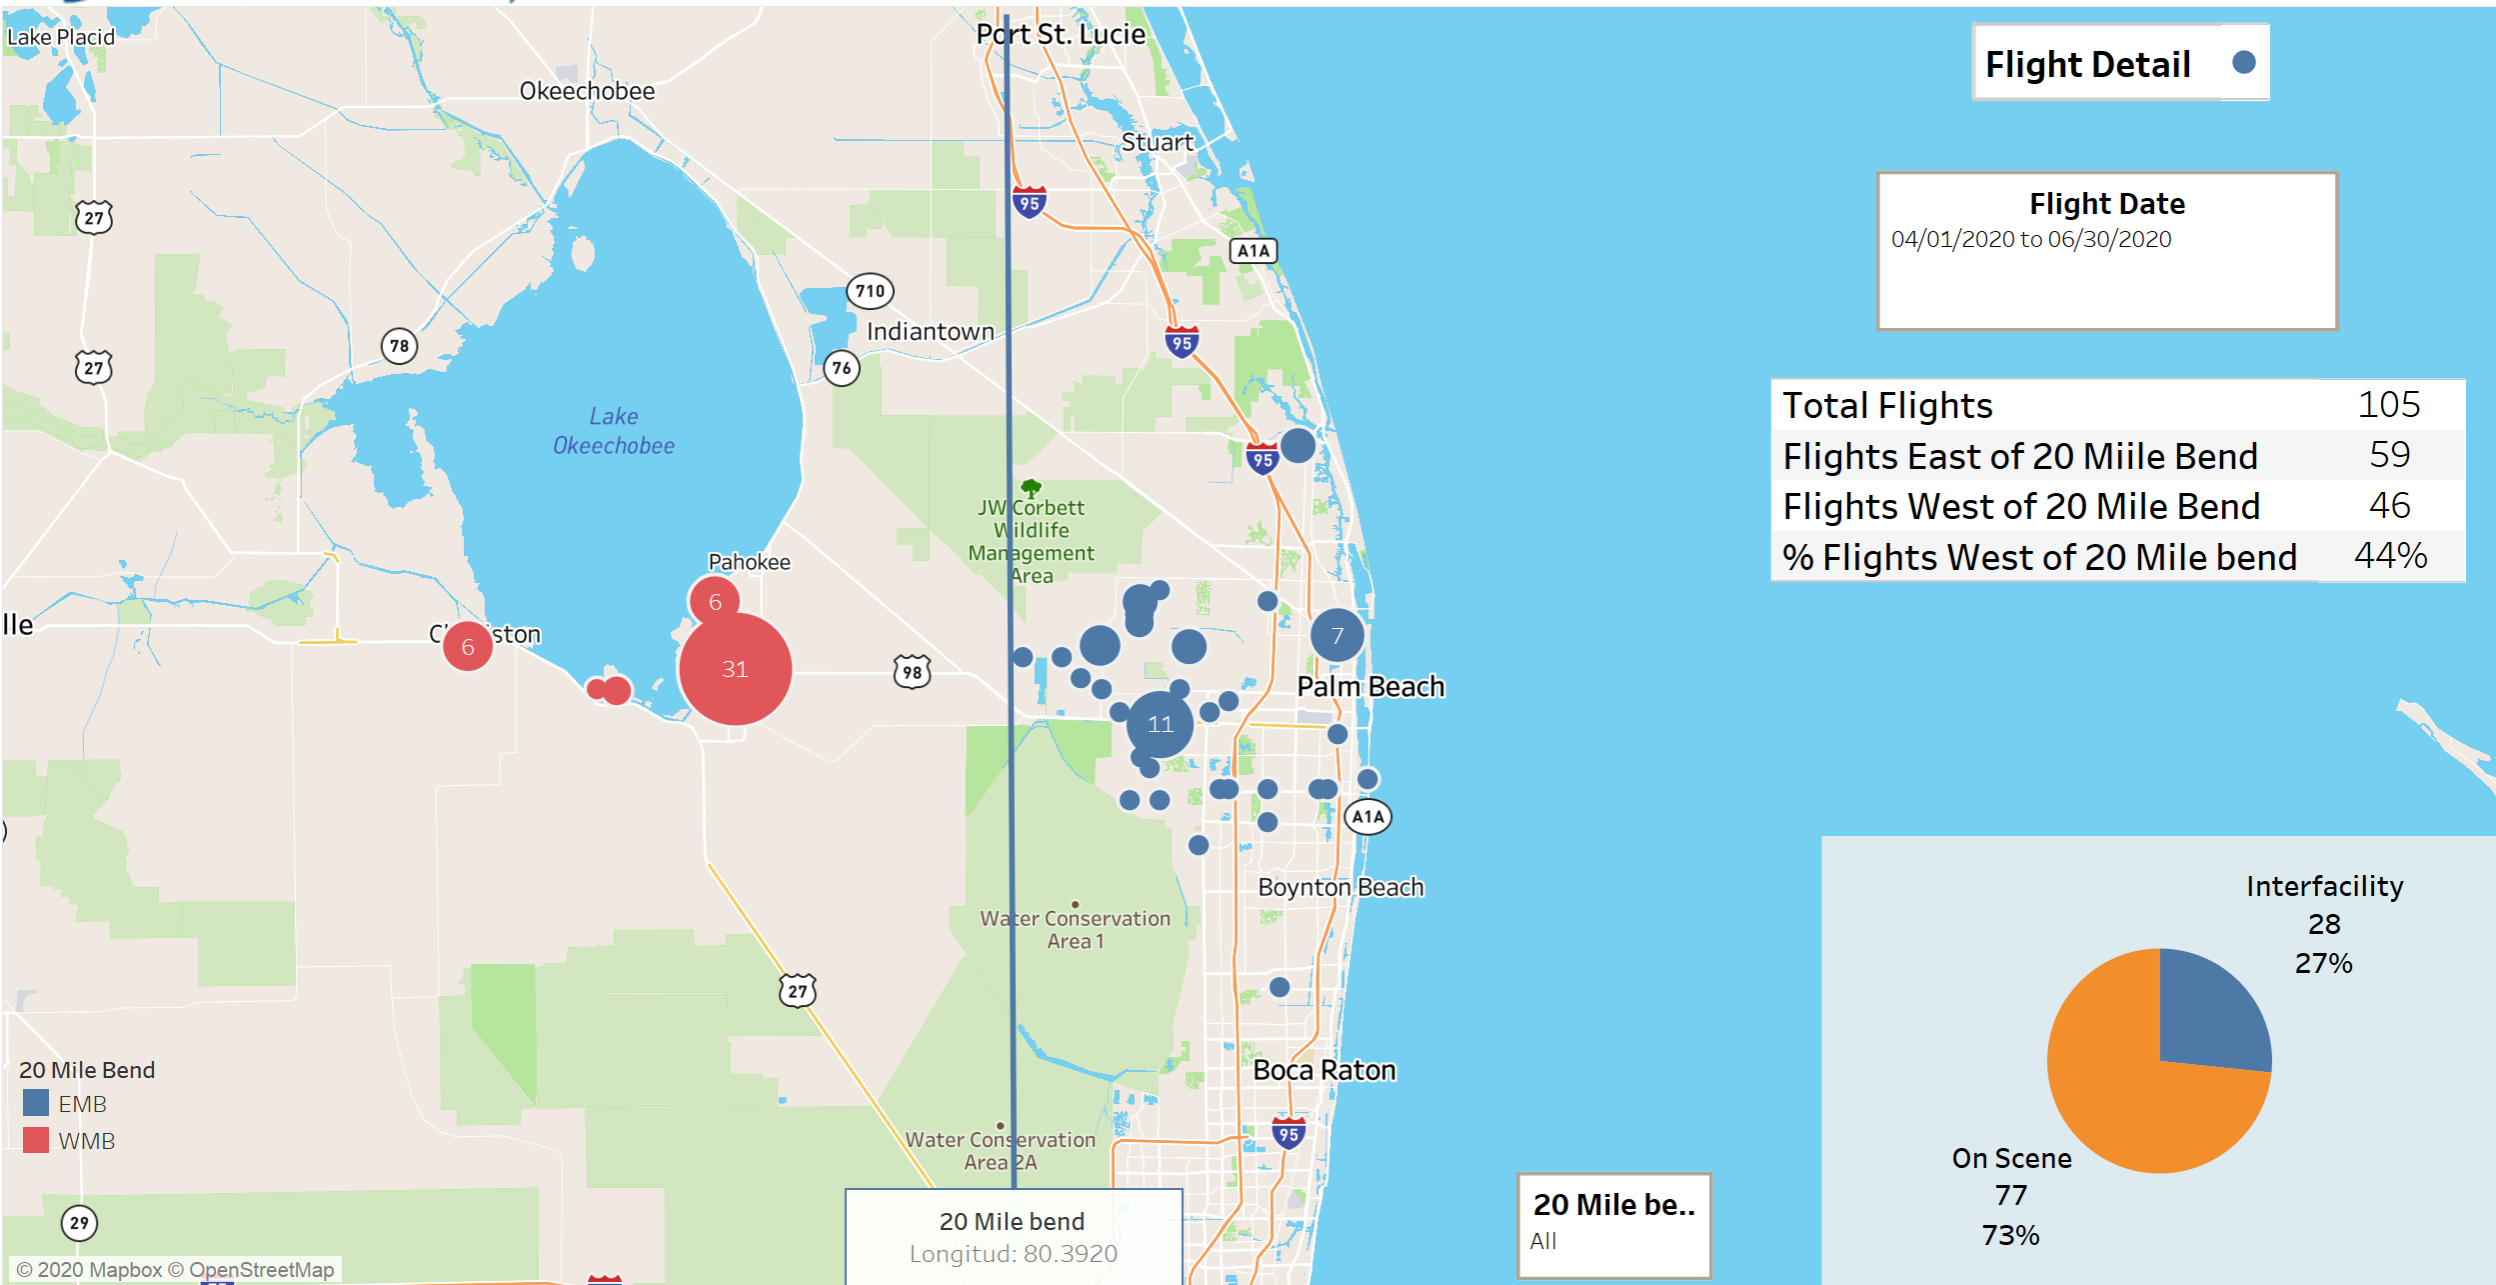 Lake Placid
Port St. Lucie
Okeechobee
Stuart
27
95
A1A
710
Indiantown
78
95
27
76
Lake
Okeechobee
95
JW Corbett
Wildlife
Management
Area
Pahokee
6
lle
6
31
98
7
Palm Beach
11
A1A
Boynton Beach
Water Conservation
Area 1
27
Boca Raton
95
Water Conservation
Area 2A
29
20 Mile Bend
EMB
WMB
© 2020 Mapbox © OpenStreetMap
20 Mile bend
Longitud: 80.3920
20 Mile be..
All
Flight Detail
Flight Date
04/01/2020 to 06/30/2020
Total Flights 105
Flights East of 20 Miile Bend 59
Flights West of 20 Mile Bend 46
% Flights West of 20 Mile bend 44%
Interfacility
28
27%
On Scene
77
73%